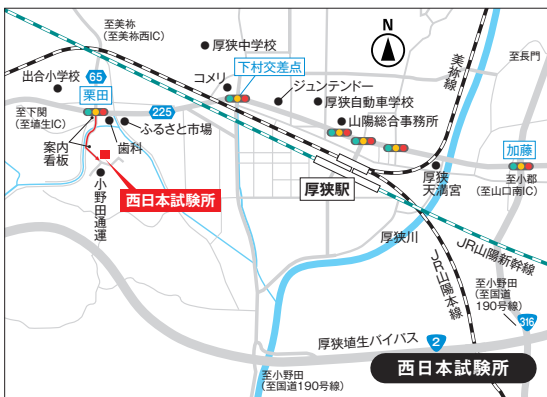 至美祢
(至美祢西IC)
厚狭中学校
N
至長門
出合小学校
65
コメリ
下村交差点
ジュンテンドー
美祢線
栗田
厚狭自動車学校
至下関
(至埴生IC)
225
山陽総合事務所
ふるさと市場
案内
看板
歯科
加藤
西日本試験所
厚狭駅
厚狭
天満宮
至小郡
(至山口南IC)
小野田通運
厚狭川
JR山陽新幹線
JR山陽本線
至小野田
(至国道
190号線)
316
厚狭埴生バイパス
2
西日本試験所
至小野田
(至国道190号線)